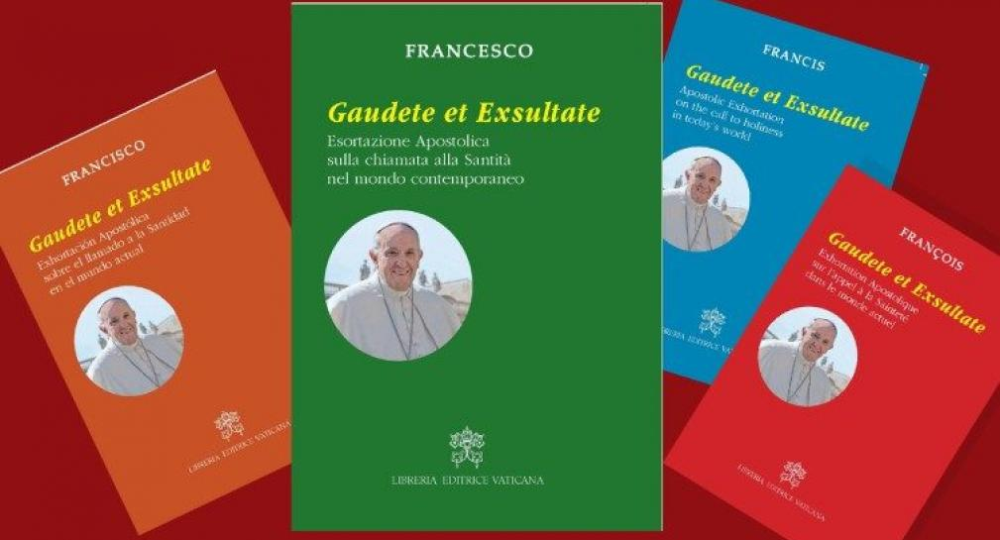 FRANCISCO
Gaudete et Exsultate
Exhortación Apostólica
sobre el llamado a la Santidad
en el mundo actual
LIBRERIA EDITRICE VATICANA
FRANCESCO
Gaudete et Exsultate
Esortazione Apostolica
sulla chiamata alla Santità
nel mondo contemporaneo
LIBRERIA EDITRICE VATICANA
FRANCIS
Gaudete et Exsultate
Apostolic Exhortation
on the call to holiness
in today's world
EDITRICE
FRANÇOIS
Gaudete et Exsultate
Exhortation Apostolique
sur l'appel à la Sainteté
dans le monde actuel
LIBRERIA EDITRICE VATICANA